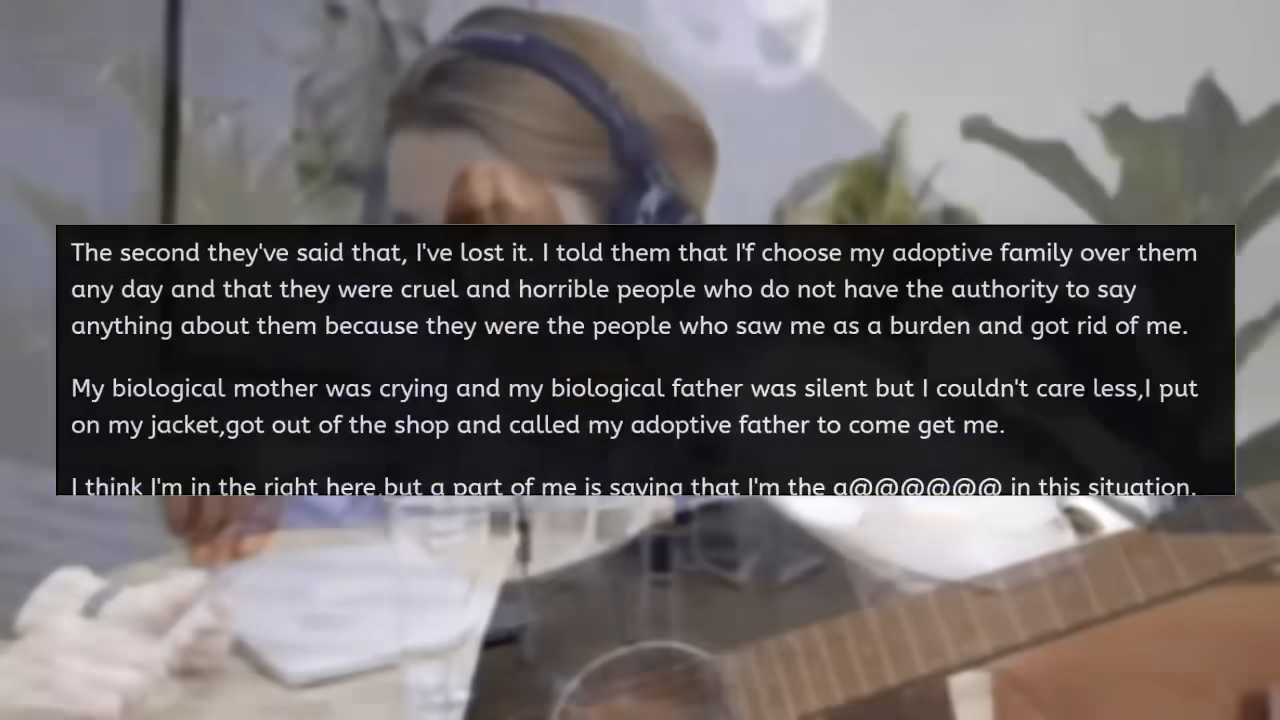 The second they've said that, I've lost it. I told them that I'f choose my adoptive family over them
any day and that they were cruel and horrible people who do not have the authority to say
anything about them because they were the people who saw me as a burden and got rid of me.
My biological mother was crying and my biological father was silent but I couldn't care less,I put
on my jacket,got out of the shop and called my adoptive father to come get me.
I think I'm in the right here,but a part of me is saying that I'm the a@@@@@@ in this situation.